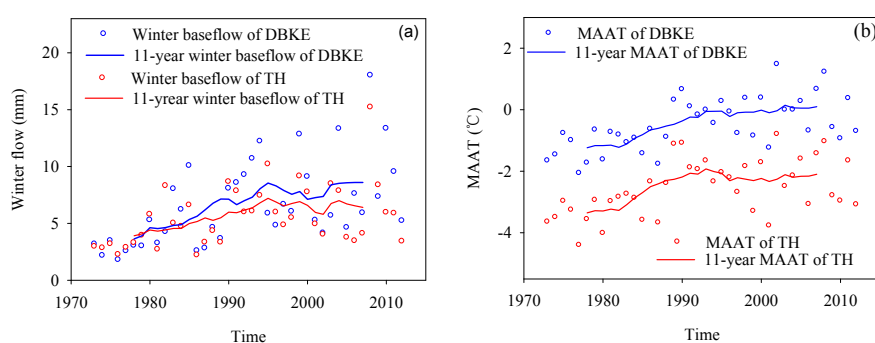 (a)
Winter baseflow of DBKE
11-year winter baseflow of DBKE
Winter baseflow of TH
11-yrear winter baseflow of TH
Winter flow (mm)
20
15
10
5
0
1970 1980 1990 2000 2010 2020
Time
(b)
MAAT of DBKE
11-year MAAT of DBKE
MAAT (℃)
2
0
-2
-4
MAAT of TH
11-year MAAT of TH
1970 1980 1990 2000 2010 2020
Time